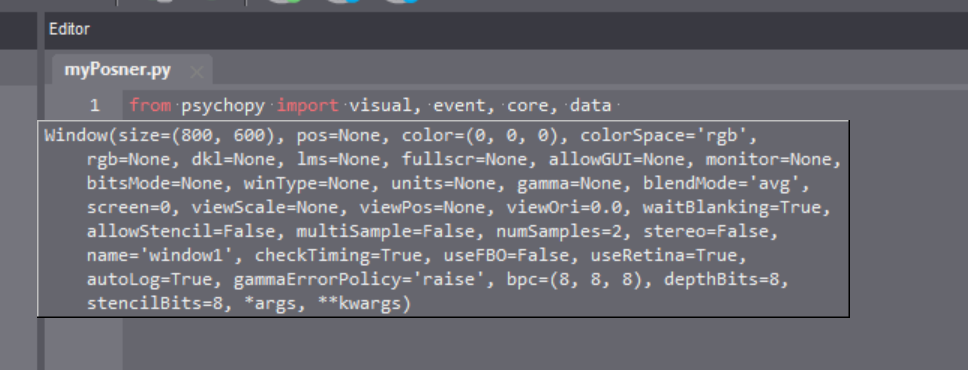 Editor
myPosner.py
1 from psychopy import visual, event, core, data
Window(size=(800, 600), pos=None, color=(0, 0, 0), colorSpace='rgb',
rgb=None, dkl=None, lms=None, fullscr=None, allowGUI=None, monitor=None,
bitsMode=None, winType=None, units=None, gamma=None, blendMode='avg',
screen=0, viewScale=None, viewPos=None, viewOri=0.0, waitBlanking=True,
allowStencil=False, multiSample=False, numSamples=2, stereo=False,
name='window1', checkTiming=True, useFBO=False, useRetina=True,
autoLog=True, gammaErrorPolicy='raise', bpc=(8, 8, 8), depthBits=8,
stencilBits=8, *args, **kwargs)